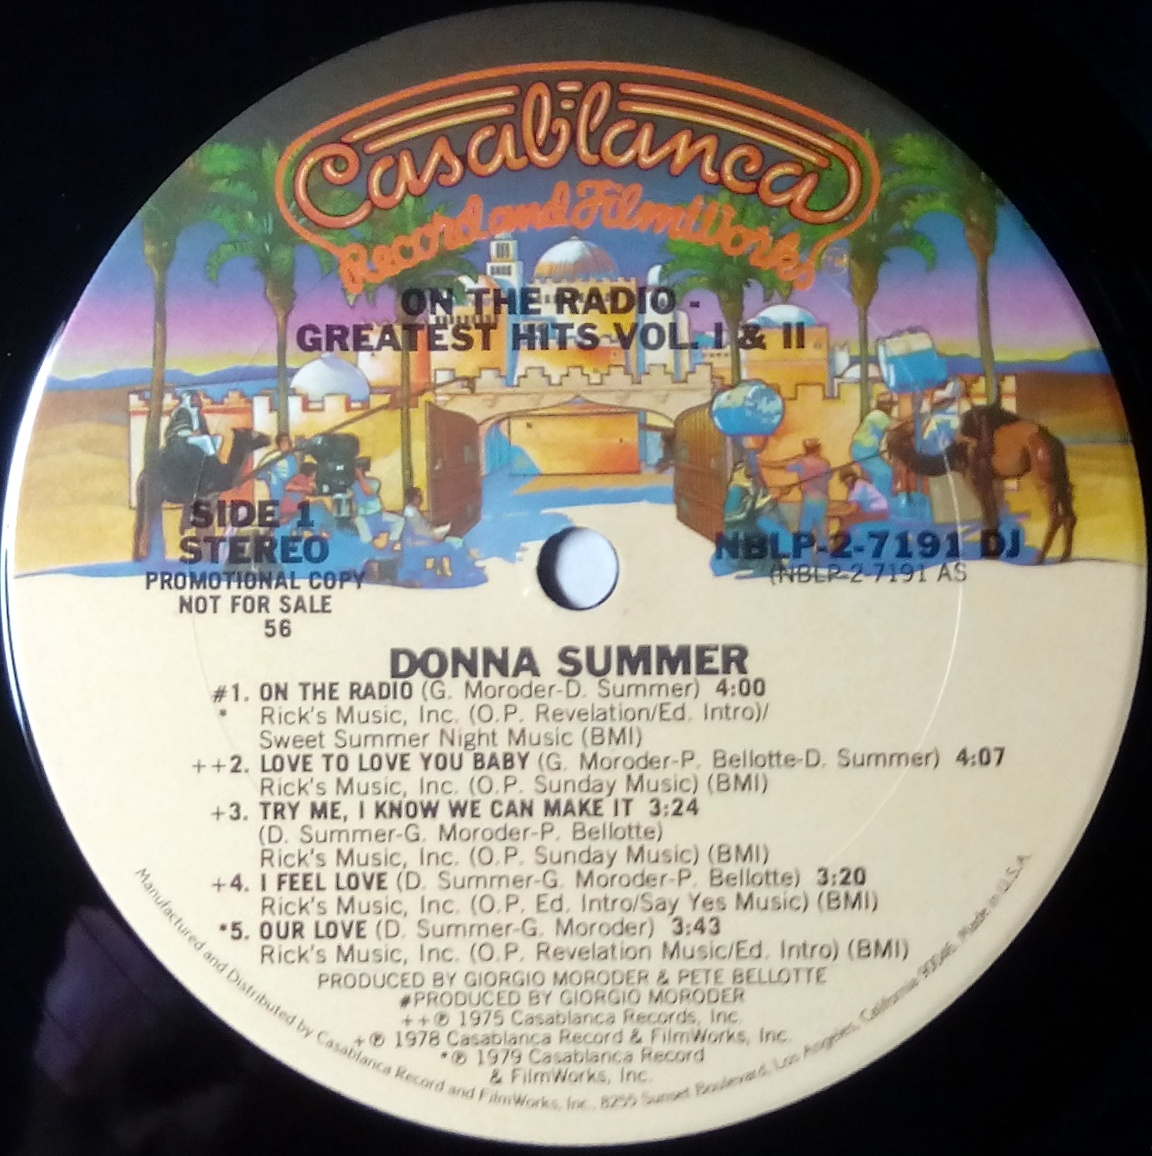 Casablanca
Record and FilmWorks
TM
ON THE RADIO -
GREATEST HITS VOL. I & II
SIDE 1
STEREO
PROMOTIONAL COPY
NOT FOR SALE
56
NBLP-2-7191 DJ
(NBLP-2-7191 AS
DONNA SUMMER
#1. ON THE RADIO (G. Moroder-D. Summer) 4:00
* Rick's Music, Inc. (O.P. Revelation/Ed. Intro)/
Sweet Summer Night Music (BMI)
++2. LOVE TO LOVE YOU BABY (G. Moroder-P. Bellotte-D. Summer) 4:07
Rick's Music, Inc. (O.P. Sunday Music) (BMI)
+3. TRY ME, I KNOW WE CAN MAKE IT 3:24
(D. Summer-G. Moroder-P. Bellotte)
Rick's Music, Inc. (O.P. Sunday Music) (BMI)
+4. I FEEL LOVE (D. Summer-G. Moroder-P. Bellotte) 3:20
Rick's Music, Inc. (O.P. Ed. Intro/Say Yes Music) (BMI)
*5. OUR LOVE (D. Summer-G. Moroder) 3:43
Rick's Music, Inc. (O.P. Revelation Music/Ed. Intro) (BMI)
PRODUCED BY GIORGIO MORODER & PETE BELLOTTE
#PRODUCED BY GIORGIO MORODER
++℗ 1975 Casablanca Records, Inc.
+℗ 1978 Casablanca Record & FilmWorks, Inc.
*℗ 1979 Casablanca Record
& FilmWorks, Inc.
Manufactured and Distributed by Casablanca Record and FilmWorks, Inc., 8255 Sunset Boulevard, Los Angeles, California 90046. Made in U.S.A